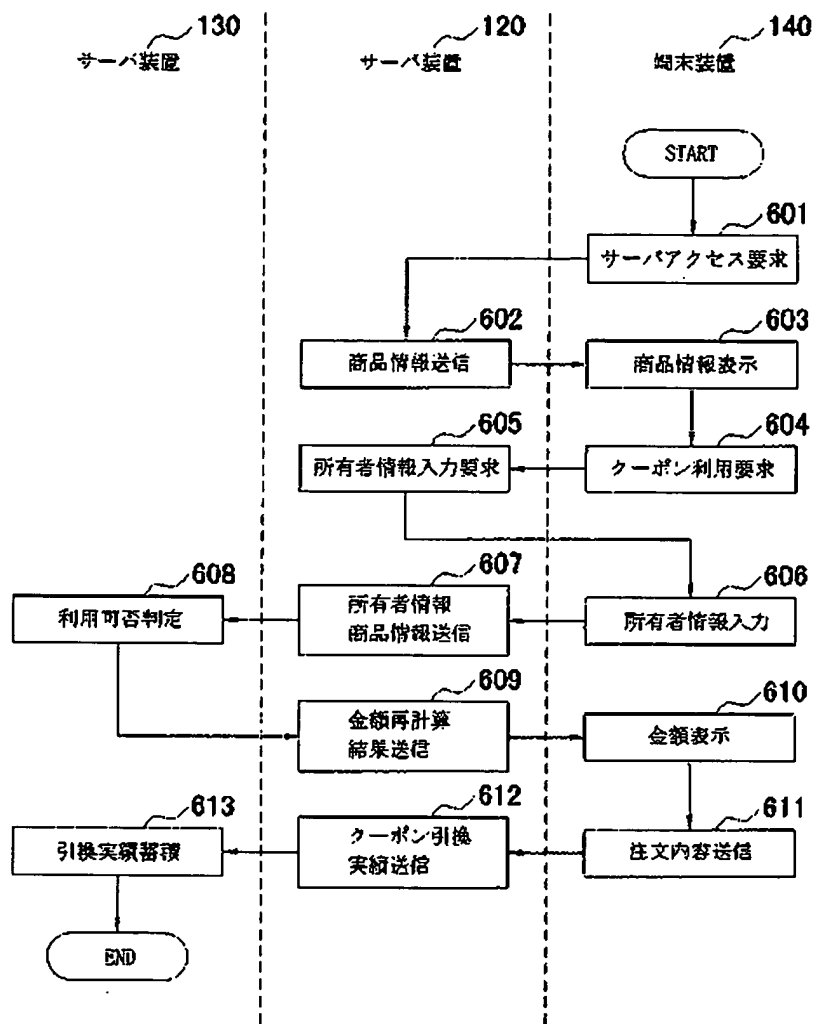 130
120
140
サーバ装置
サーバ装置
端末装置
START
601
サーバアクセス要求
602
商品情報送信
603
商品情報表示
604
クーポン利用要求
605
所有者情報入力要求
606
所有者情報入力
607
所有者情報
商品情報送信
608
利用可否判定
609
金額再計算
結果送信
610
金額表示
611
注文内容送信
612
クーポン引換
実績送信
613
引換実績蓄積
END